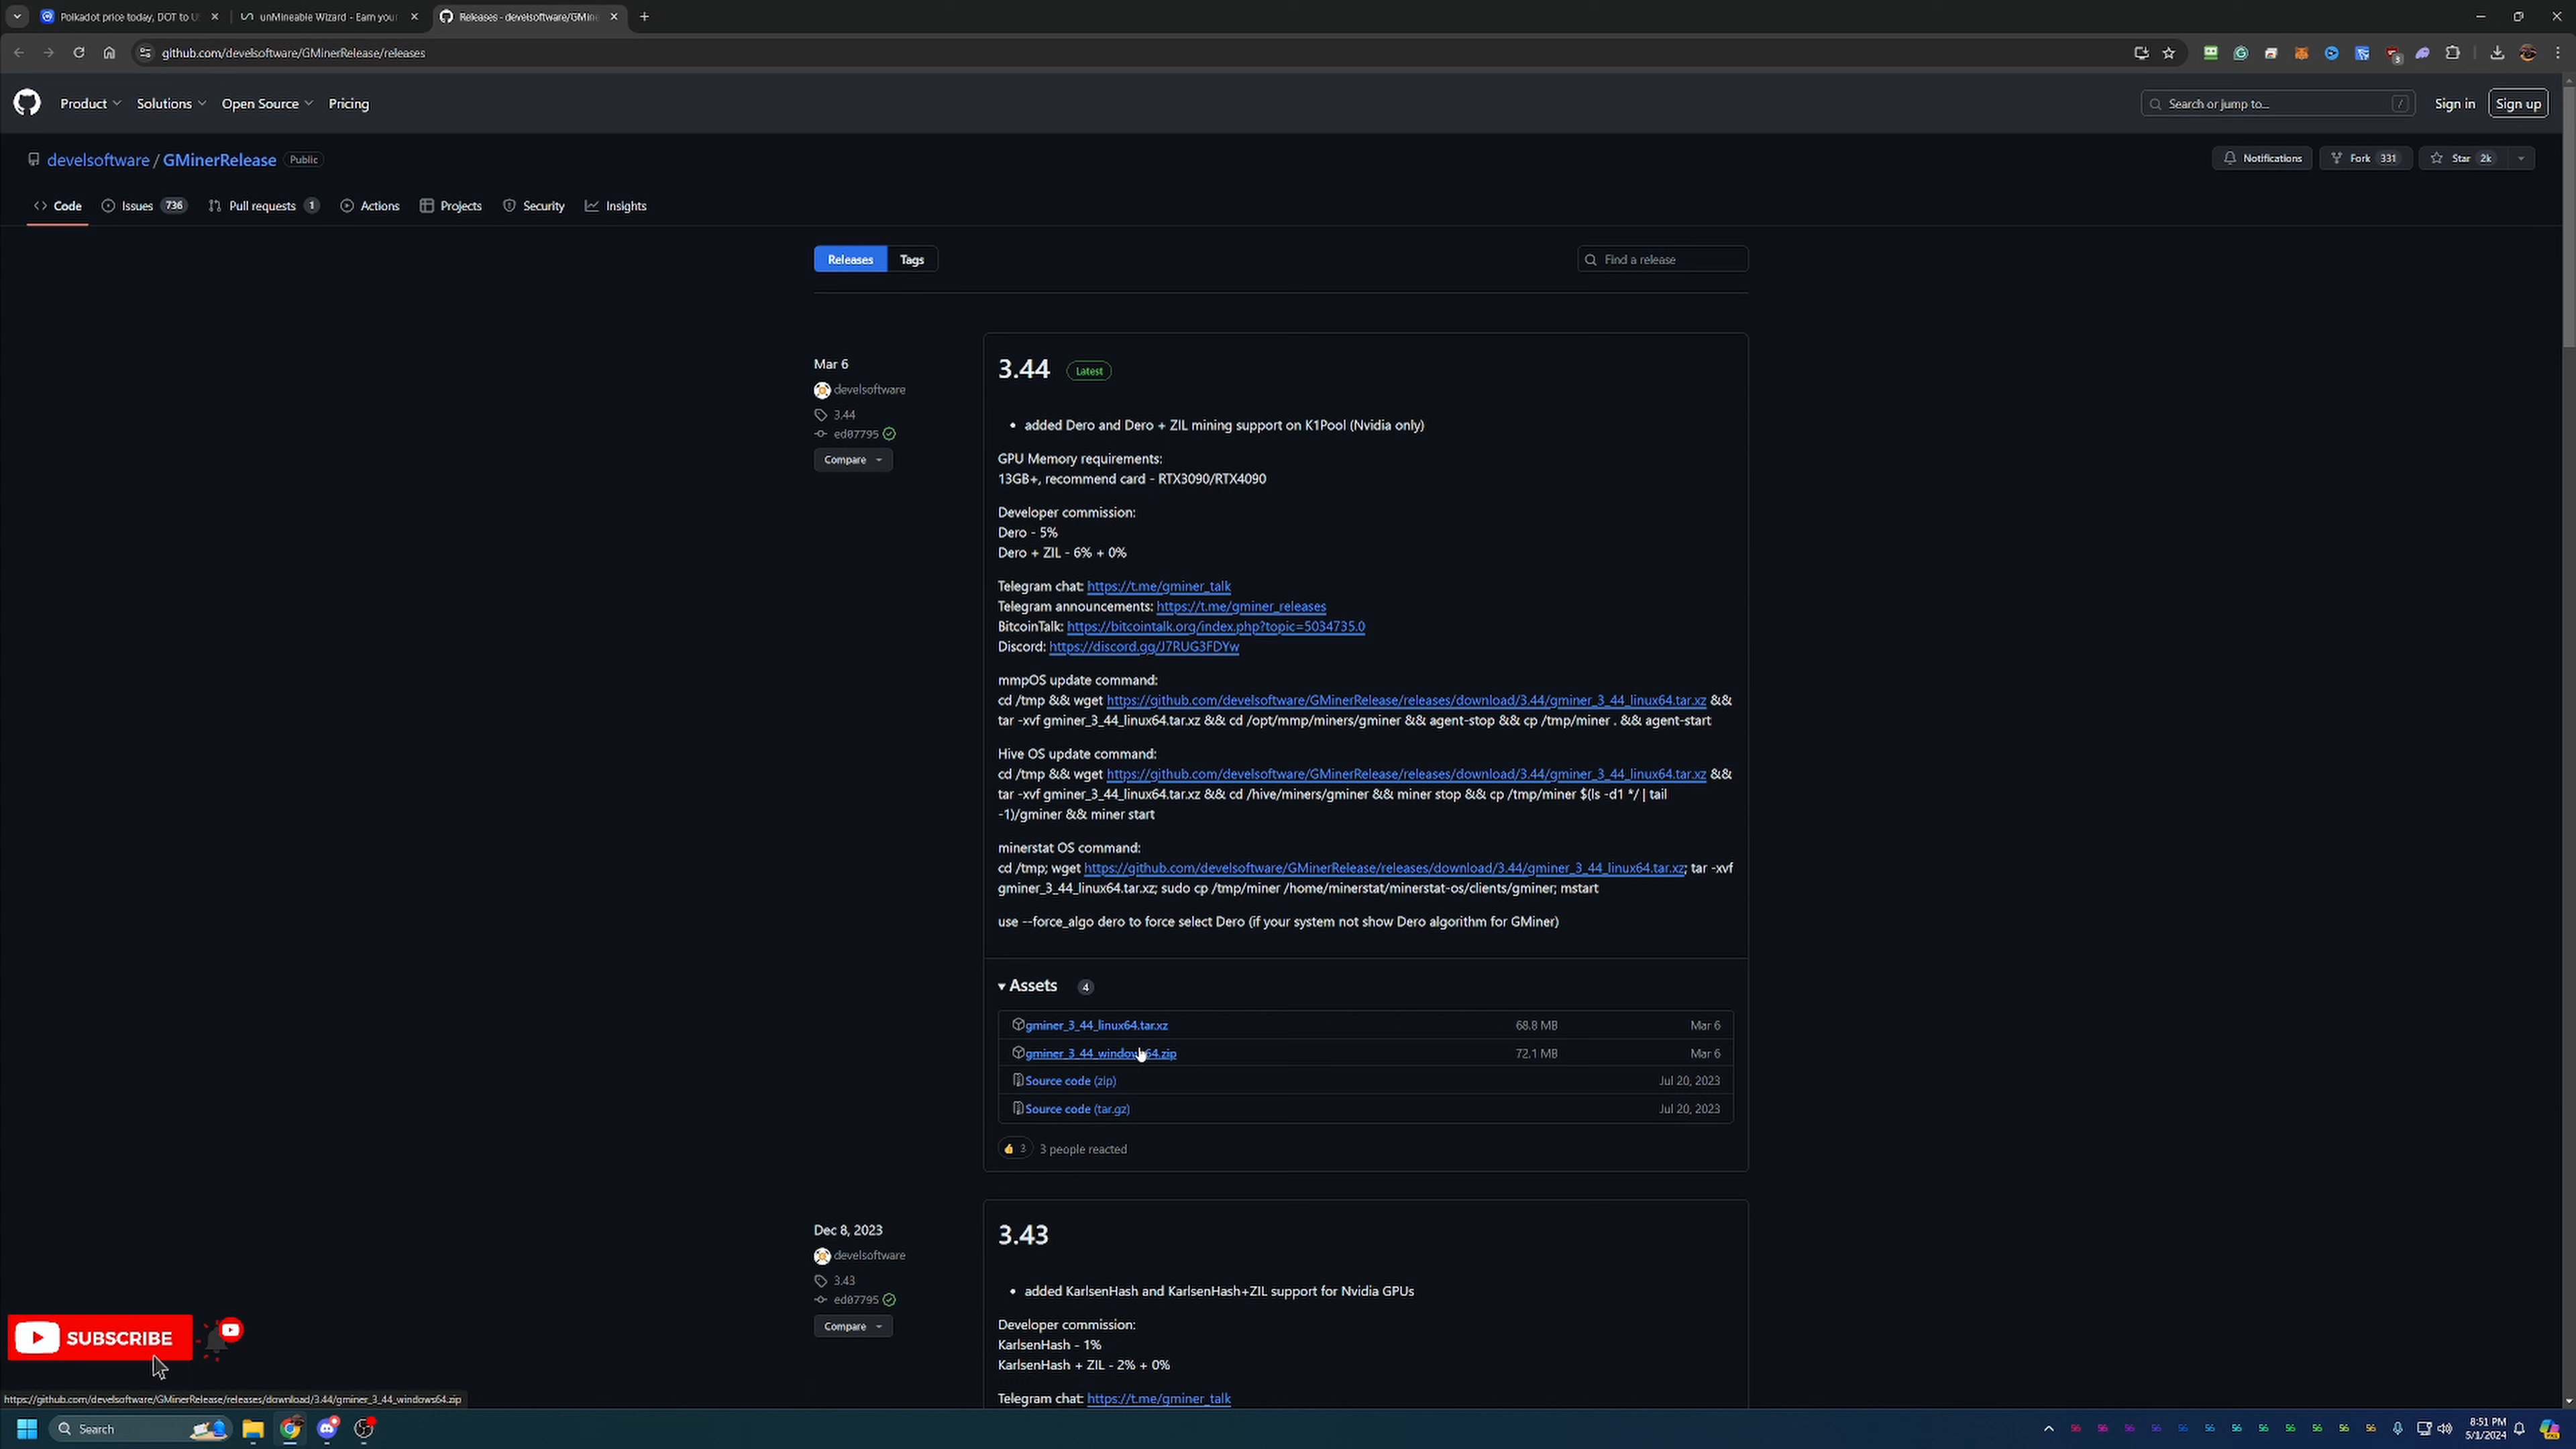 Polkadot price today, DOT to U
unMineable Wizard - Earn your
Releases · develsoftware/GMine
github.com/develsoftware/GMinerRelease/releases
Product Solutions Open Source Pricing
Search or jump to... /
Sign in Sign up
develsoftware / GMinerRelease Public
Notifications Fork 331 Star 2k
Code Issues 736 Pull requests 1 Actions Projects Security Insights
Releases Tags
Find a release
Mar 6
develsoftware
3.44
ed07795
Compare
3.44 Latest
• added Dero and Dero + ZIL mining support on K1Pool (Nvidia only)
GPU Memory requirements:
13GB+, recommend card - RTX3090/RTX4090
Developer commission:
Dero - 5%
Dero + ZIL - 6% + 0%
Telegram chat: https://t.me/gminer_talk
Telegram announcements: https://t.me/gminer_releases
BitcoinTalk: https://bitcointalk.org/index.php?topic=5034735.0
Discord: https://discord.gg/J7RUG3FDYw
mmpOS update command:
cd /tmp && wget https://github.com/develsoftware/GMinerRelease/releases/download/3.44/gminer_3_44_linux64.tar.xz &&
tar -xvf gminer_3_44_linux64.tar.xz && cd /opt/mmp/miners/gminer && agent-stop && cp /tmp/miner . && agent-start
Hive OS update command:
cd /tmp && wget https://github.com/develsoftware/GMinerRelease/releases/download/3.44/gminer_3_44_linux64.tar.xz &&
tar -xvf gminer_3_44_linux64.tar.xz && cd /hive/miners/gminer && miner stop && cp /tmp/miner $(ls -d1 */ | tail
-1)/gminer && miner start
minerstat OS command:
cd /tmp; wget https://github.com/develsoftware/GMinerRelease/releases/download/3.44/gminer_3_44_linux64.tar.xz; tar -xvf
gminer_3_44_linux64.tar.xz; sudo cp /tmp/miner /home/minerstat/minerstat-os/clients/gminer; mstart
use --force_algo dero to force select Dero (if your system not show Dero algorithm for GMiner)
Assets 4
gminer_3_44_linux64.tar.xz 68.8 MB Mar 6
gminer_3_44_windows64.zip 72.1 MB Mar 6
Source code (zip) Jul 20, 2023
Source code (tar.gz) Jul 20, 2023
3 3 people reacted
Dec 8, 2023
develsoftware
3.43
ed07795
Compare
3.43
• added KarlsenHash and KarlsenHash+ZIL support for Nvidia GPUs
Developer commission:
KarlsenHash - 1%
KarlsenHash + ZIL - 2% + 0%
Telegram chat: https://t.me/gminer_talk
SUBSCRIBE
https://github.com/develsoftware/GMinerRelease/releases/download/3.44/gminer_3_44_windows64.zip
Search
56 56 56 56 56 56 56 56 56 56 56 56
8:51 PM
5/1/2024